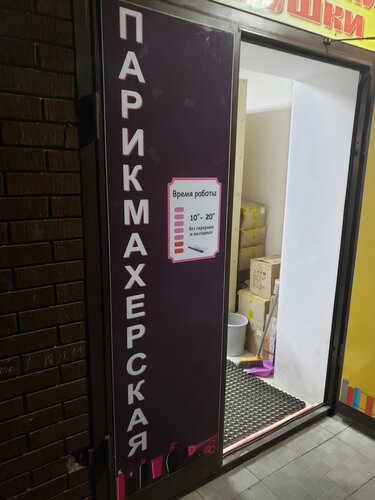 ПАРИКМАХЕРСКАЯ
Время работы:
10⁰⁰- 20⁰⁰
без перерыва
и выходных